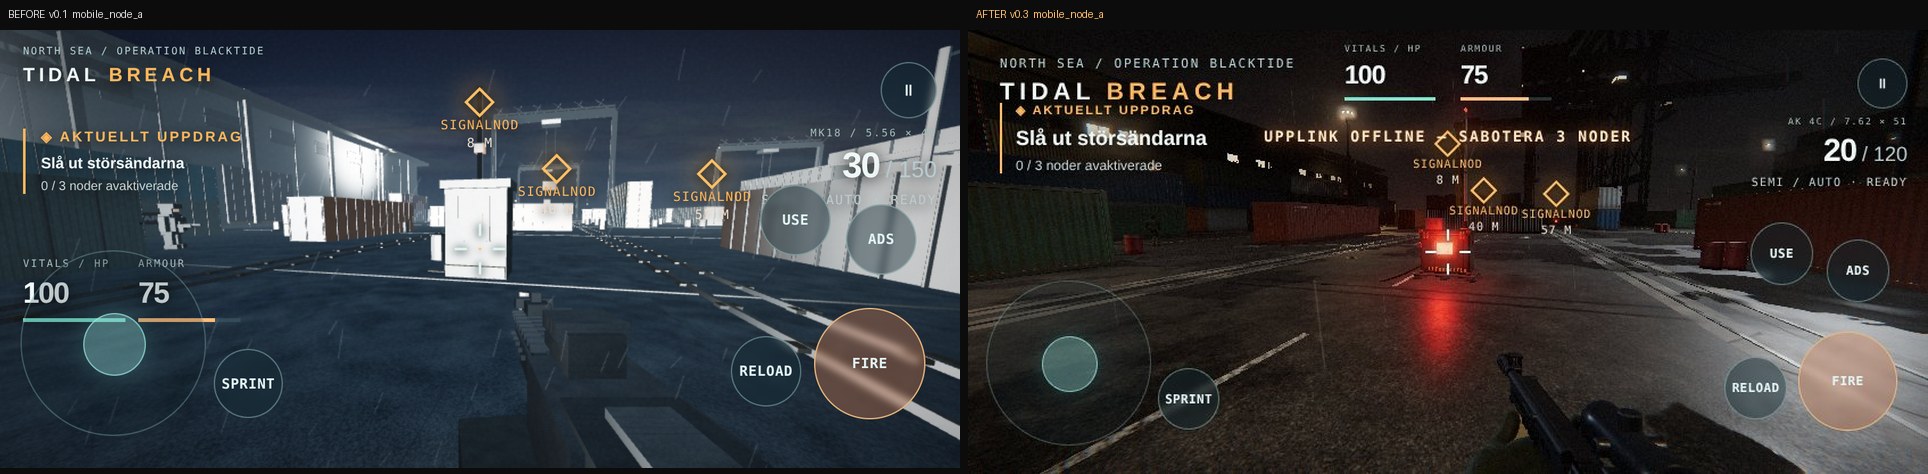 BEFORE v0.1 mobile_node_a
NORTH SEA / OPERATION BLACKTIDE
TIDAL BREACH
◈ AKTUELLT UPPDRAG
Slå ut störsändarna
0 / 3 noder avaktiverade
SIGNALNOD
8 M
SIGNALNOD
SIGNALNOD
MK18 / 5.56 ×
30 / 150
AUTO READY
USE
ADS
VITALS / HP
100
ARMOUR
75
SPRINT
RELOAD
FIRE
AFTER v0.3 mobile_node_a
NORTH SEA / OPERATION BLACKTIDE
TIDAL BREACH
◈ AKTUELLT UPPDRAG
Slå ut störsändarna
0 / 3 noder avaktiverade
VITALS / HP
100
ARMOUR
75
UPPLINK OFFLINE — SABOTERA 3 NODER
SIGNALNOD
8 M
SIGNALNOD
40 M
SIGNALNOD
57 M
AK 4C / 7.62 × 51
20 / 120
SEMI / AUTO · READY
USE
ADS
SPRINT
RELOAD
FIRE